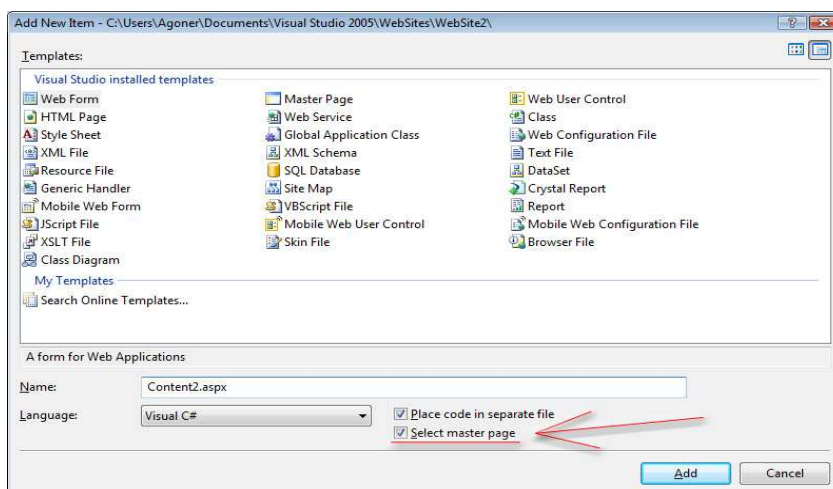 Add New Item - C:\Users\Agoner\Documents\Visual Studio 2005\WebSites\WebSite2\
Templates:
Visual Studio installed templates
Web Form Master Page Web User Control
HTML Page Web Service Class
Style Sheet Global Application Class Web Configuration File
XML File XML Schema Text File
Resource File SQL Database DataSet
Generic Handler Site Map Crystal Report
Mobile Web Form VBScript File Report
JScript File Mobile Web User Control Mobile Web Configuration File
XSLT File Skin File Browser File
Class Diagram
My Templates
Search Online Templates...
A form for Web Applications
Name: Content2.aspx
Language: Visual C# Place code in separate file
Select master page
Add Cancel